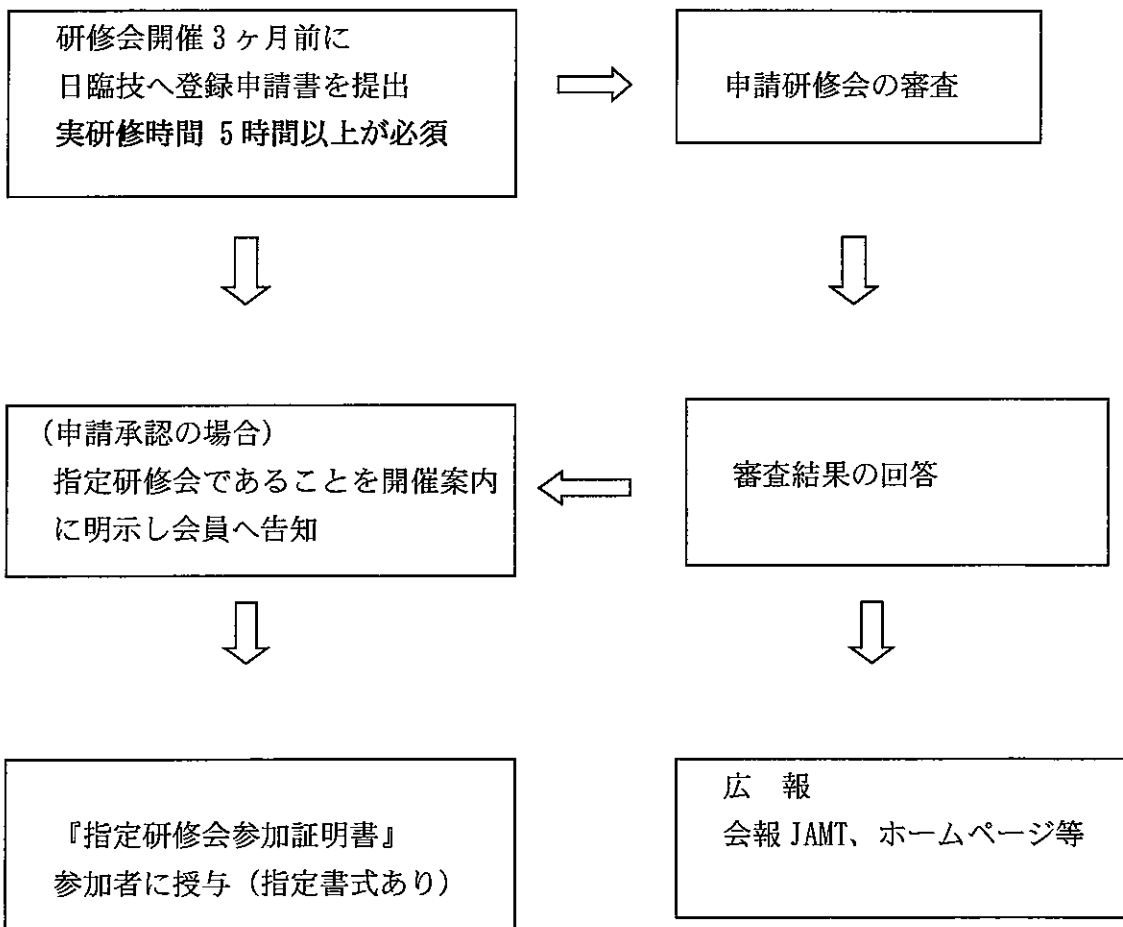 研修会開催3ヶ月前に
日臨技へ登録申請書を提出
実研修時間 5時間以上が必須
申請研修会の審査
（申請承認の場合）
指定研修会であることを開催案内
に明示し会員へ告知
審査結果の回答
『指定研修会参加証明書』
参加者に授与（指定書式あり）
広　報
会報JAMT、ホームページ等